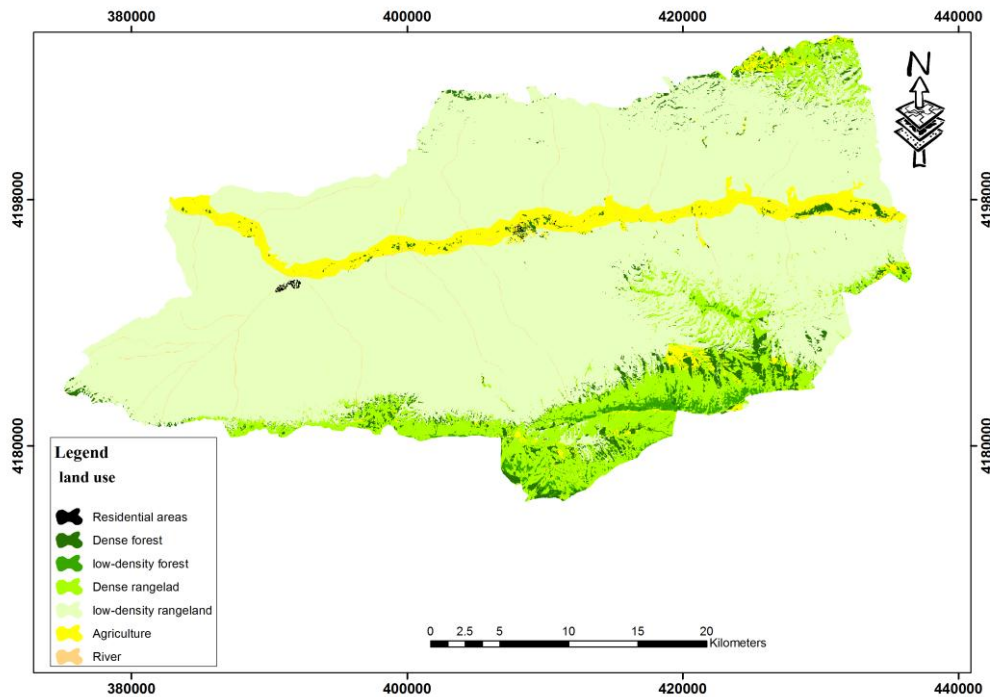 380000 400000 420000 440000
N
4198000 4198000
4180000 4180000
Legend
land use
Residential areas
Dense forest
low-density forest
Dense rangelad
low-density rangeland
Agriculture
River
0 2.5 5 10 15 20
Kilometers
380000 400000 420000 440000